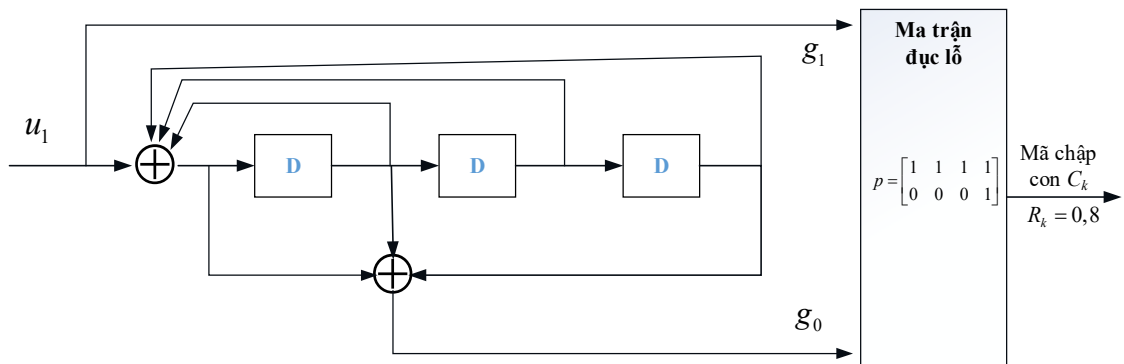 Ma trận
đục lỗ
g₁
u₁
D D D
p = [1 1 1 1
0 0 0 1]
Mã chập
con Cₖ
Rₖ = 0,8
g₀